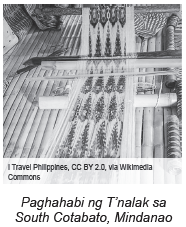 I Travel Philippines, CC BY 2.0, via Wikimedia
Commons
Paghahabi ng T'nalak sa
South Cotabato, Mindanao